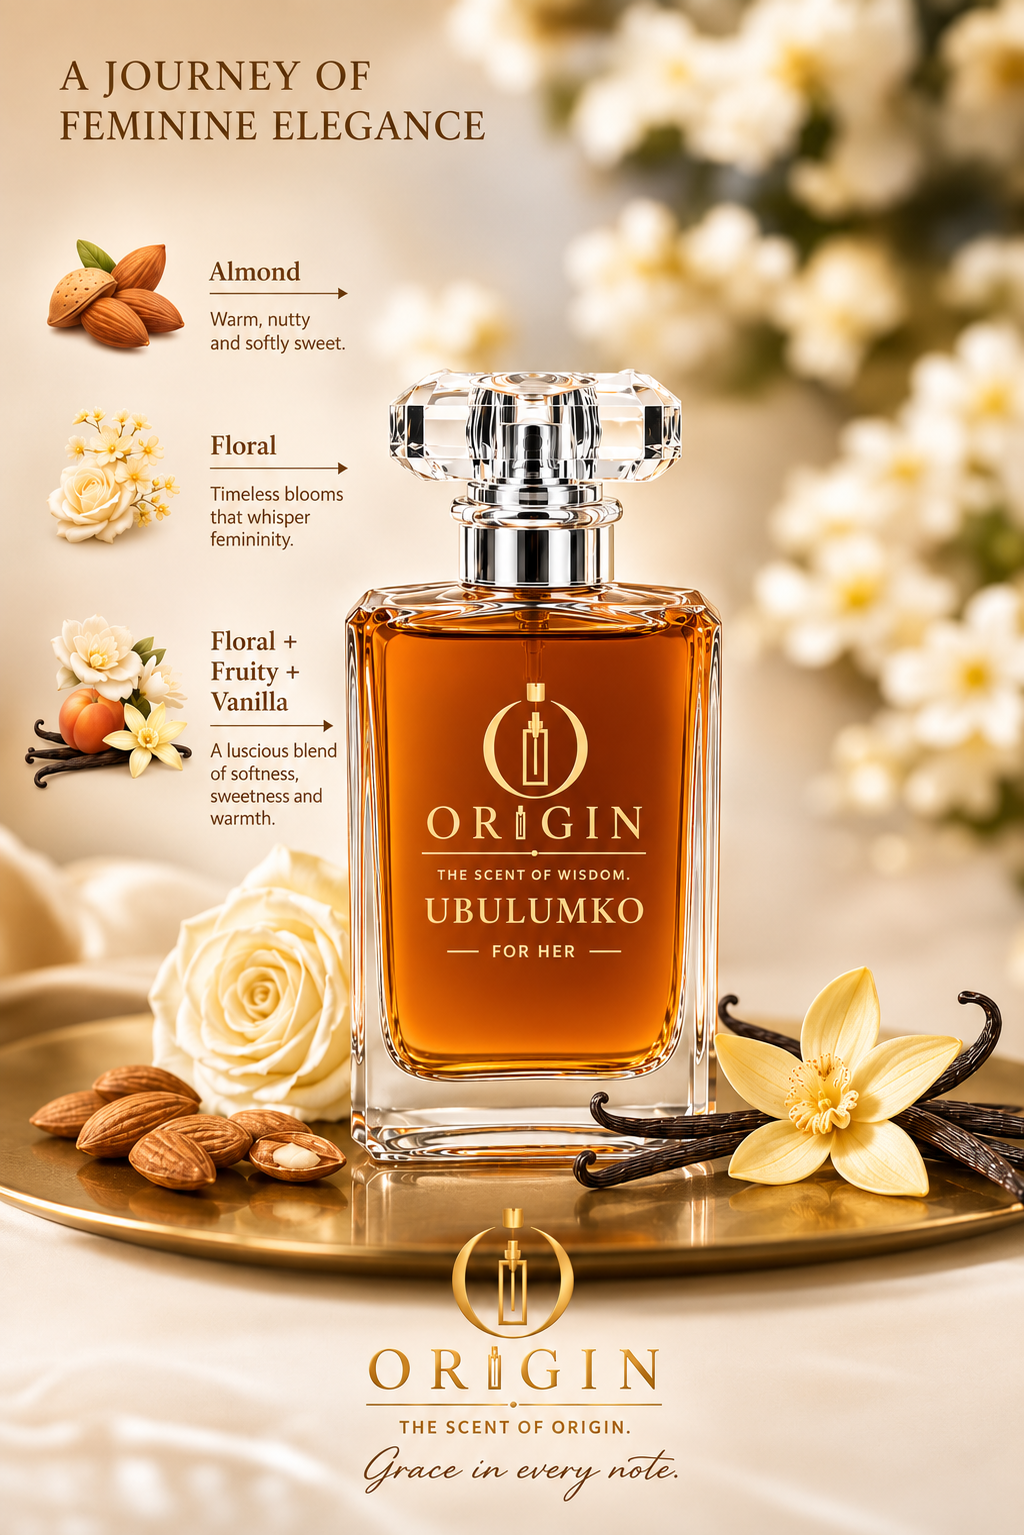 A JOURNEY OF
FEMININE ELEGANCE
Almond
Warm, nutty
and softly sweet.
Floral
Timeless blooms
that whisper
femininity.
Floral +
Fruity +
Vanilla
A luscious blend
of softness,
sweetness and
warmth.
ORIGIN
THE SCENT OF WISDOM.
UBULUMKO
FOR HER
ORIGIN
THE SCENT OF ORIGIN.
Grace in every note.